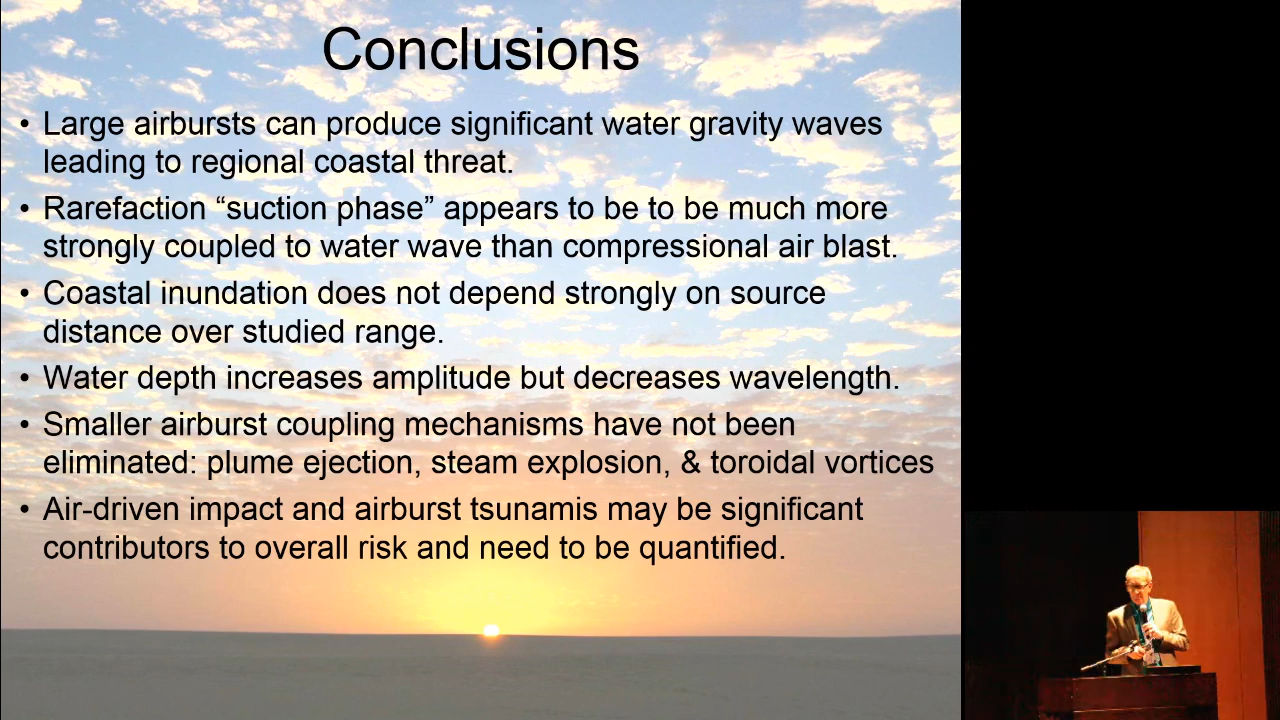 Conclusions
• Large airbursts can produce significant water gravity waves
leading to regional coastal threat.
• Rarefaction “suction phase” appears to be to be much more
strongly coupled to water wave than compressional air blast.
• Coastal inundation does not depend strongly on source
distance over studied range.
• Water depth increases amplitude but decreases wavelength.
• Smaller airburst coupling mechanisms have not been
eliminated: plume ejection, steam explosion, & toroidal vortices
• Air-driven impact and airburst tsunamis may be significant
contributors to overall risk and need to be quantified.